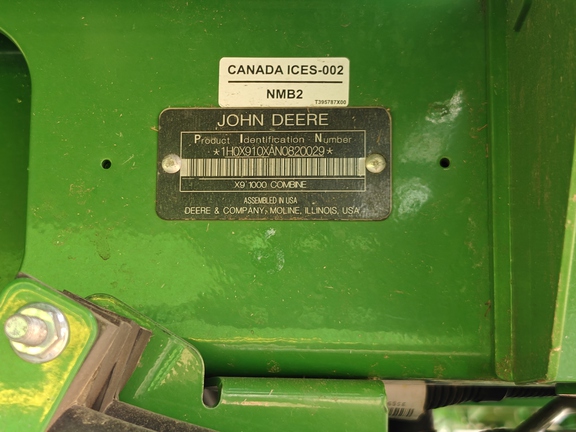 CANADA ICES-002
NMB2
T395787X00
JOHN DEERE
Product Identification Number
*1H0X910XAN0820029*
X9 1000 COMBINE
ASSEMBLED IN USA
DEERE & COMPANY, MOLINE, ILLINOIS, USA